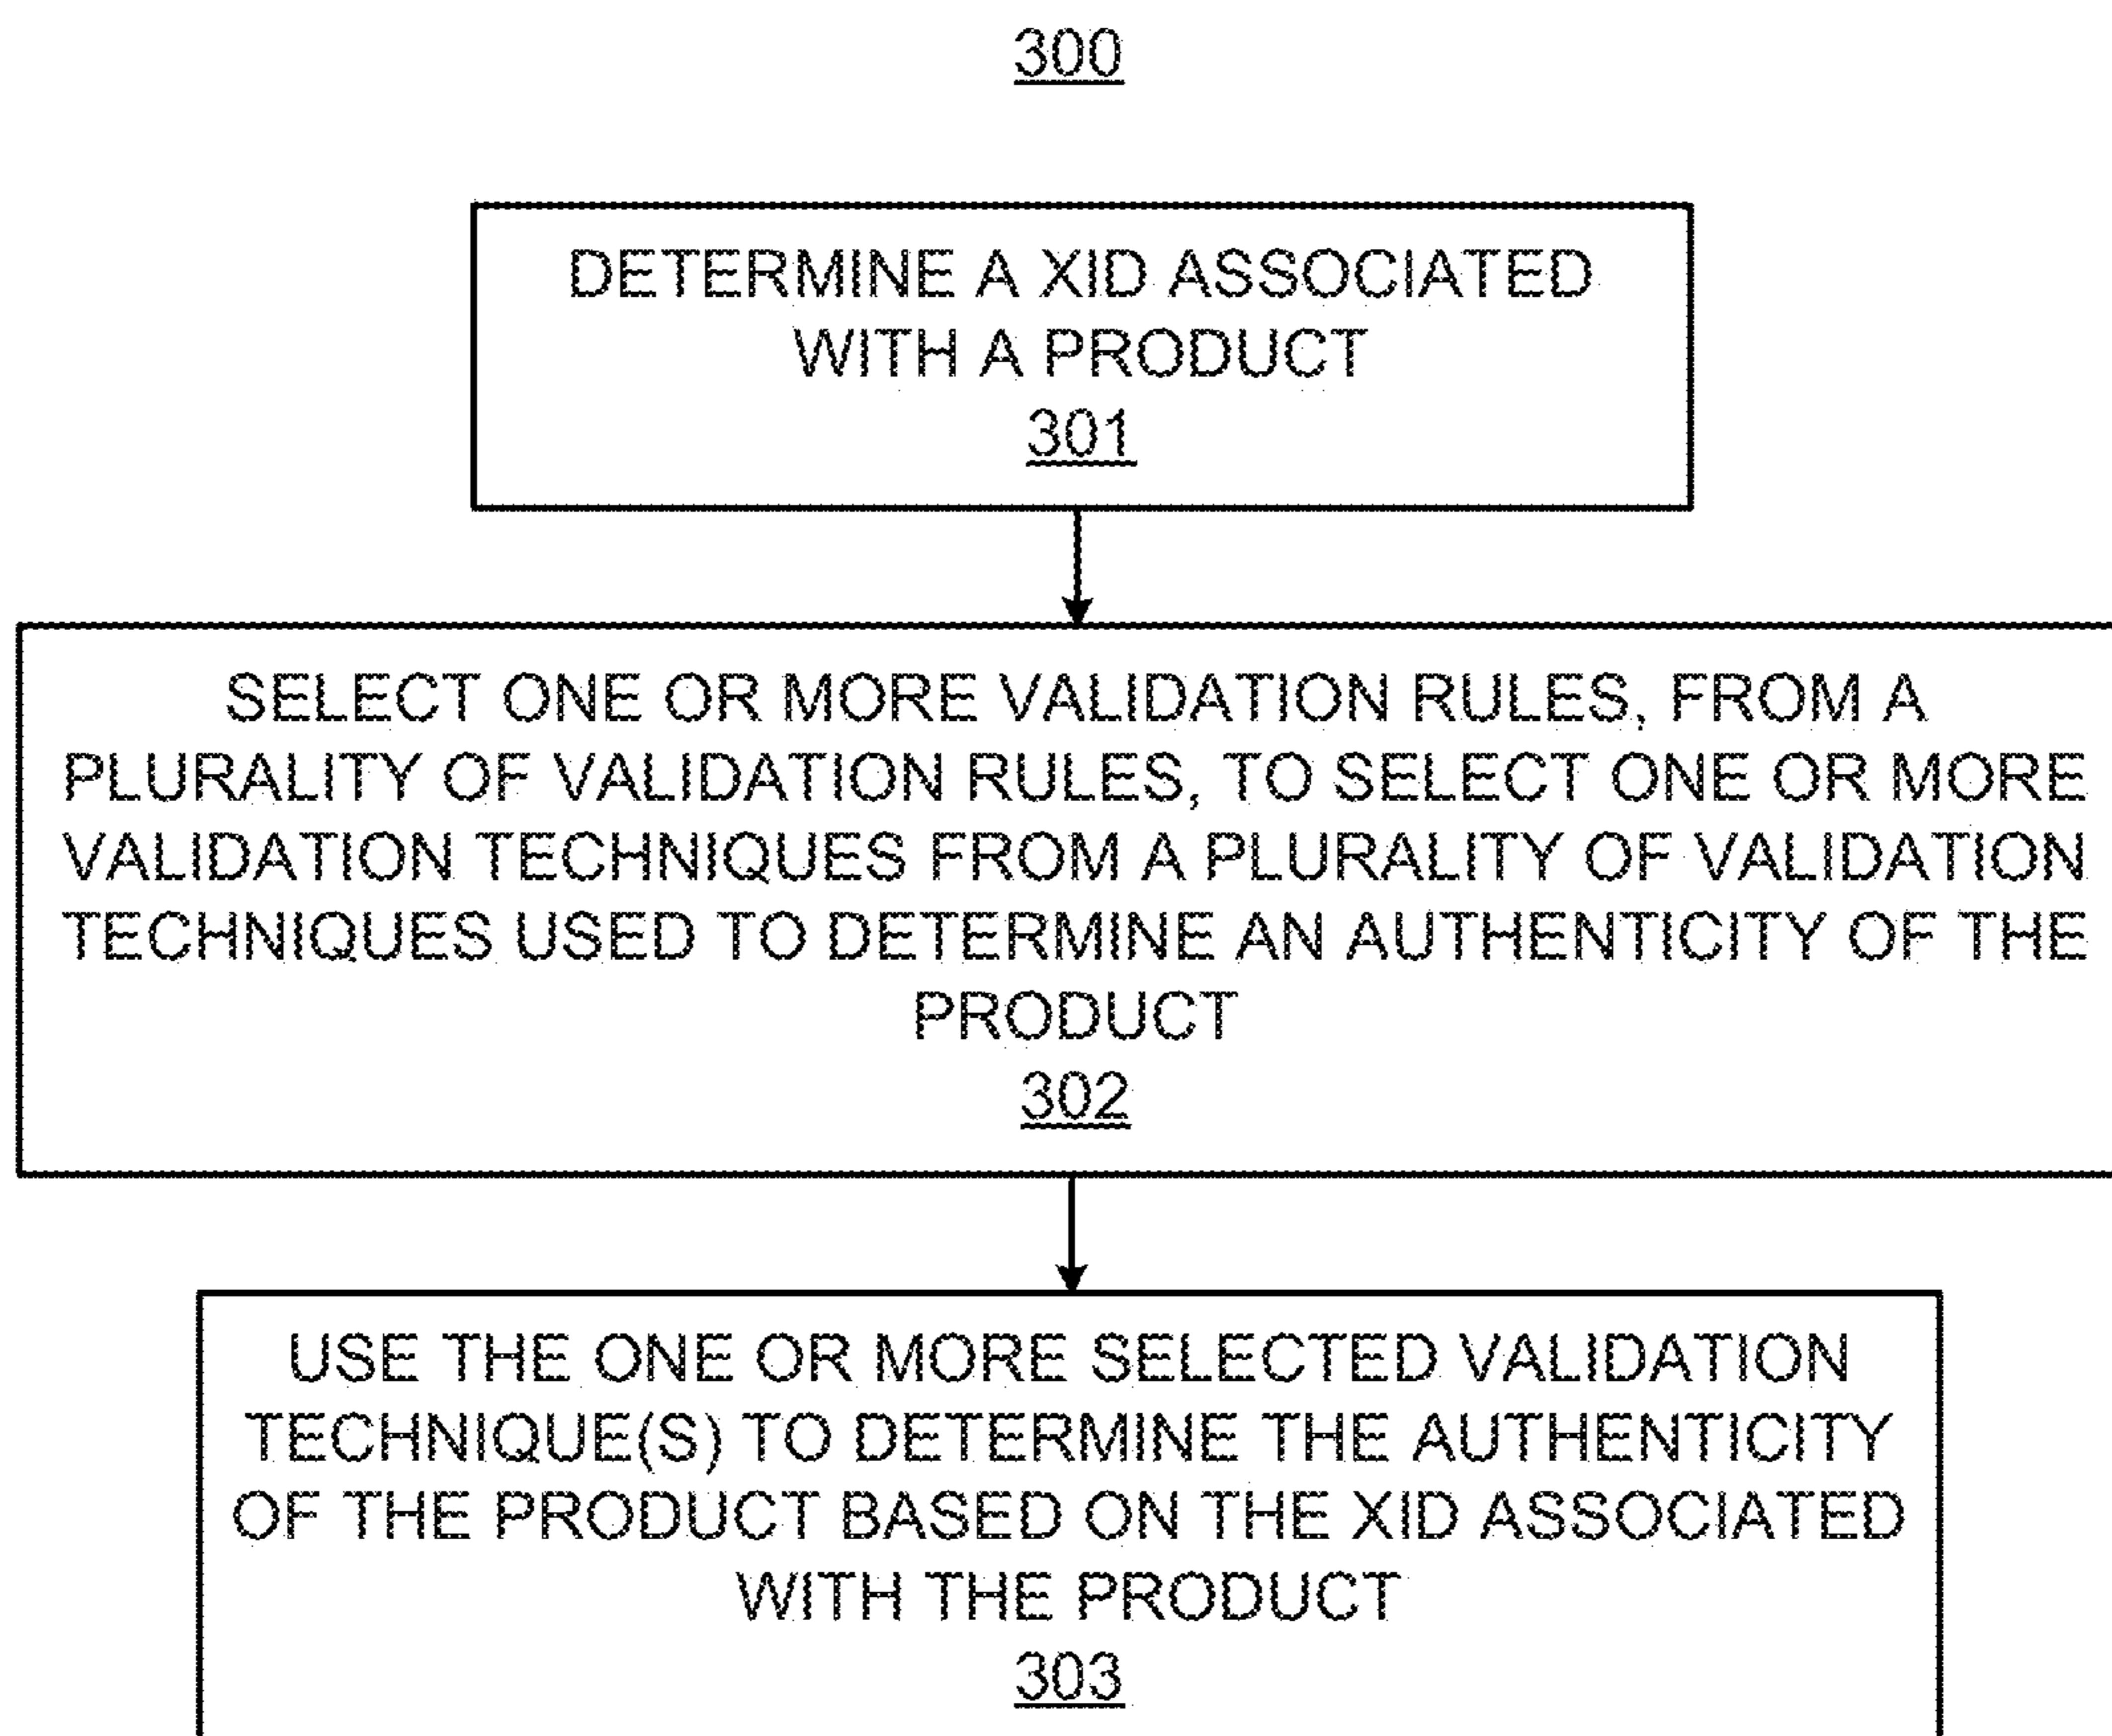 300
DETERMINE A XID ASSOCIATED
WITH A PRODUCT
301
SELECT ONE OR MORE VALIDATION RULES, FROM A
PLURALITY OF VALIDATION RULES, TO SELECT ONE OR MORE
VALIDATION TECHNIQUES FROM A PLURALITY OF VALIDATION
TECHNIQUES USED TO DETERMINE AN AUTHENTICITY OF THE
PRODUCT
302
USE THE ONE OR MORE SELECTED VALIDATION
TECHNIQUE(S) TO DETERMINE THE AUTHENTICITY
OF THE PRODUCT BASED ON THE XID ASSOCIATED
WITH THE PRODUCT
303